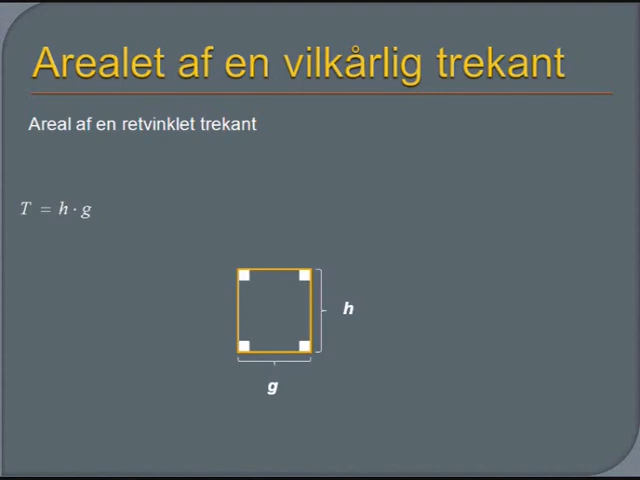 Arealet af en vilkårlig trekant
Areal af en retvinklet trekant
T = h · g
h
g